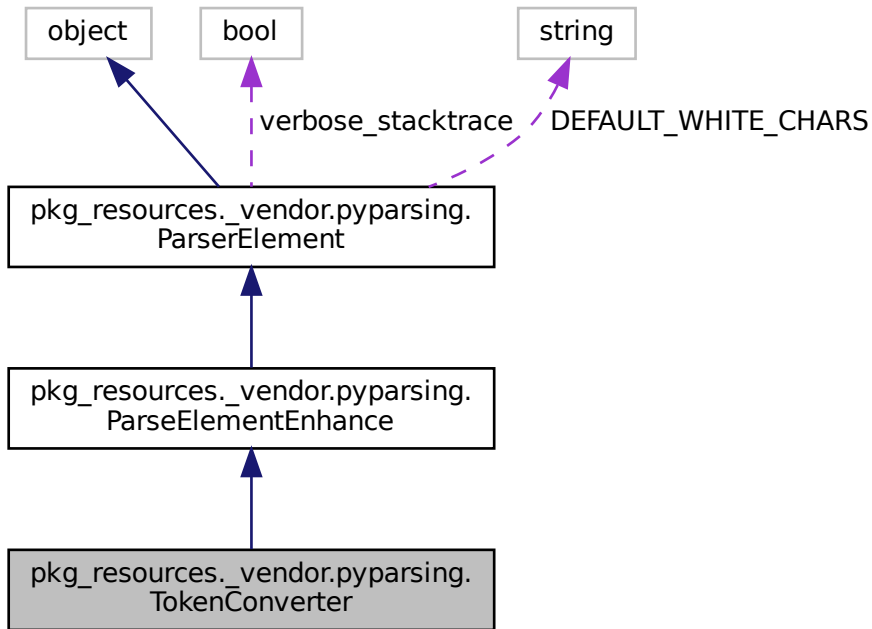 object
bool
string
verbose_stacktrace
DEFAULT_WHITE_CHARS
pkg_resources._vendor.pyparsing.
ParserElement
pkg_resources._vendor.pyparsing.
ParseElementEnhance
pkg_resources._vendor.pyparsing.
TokenConverter